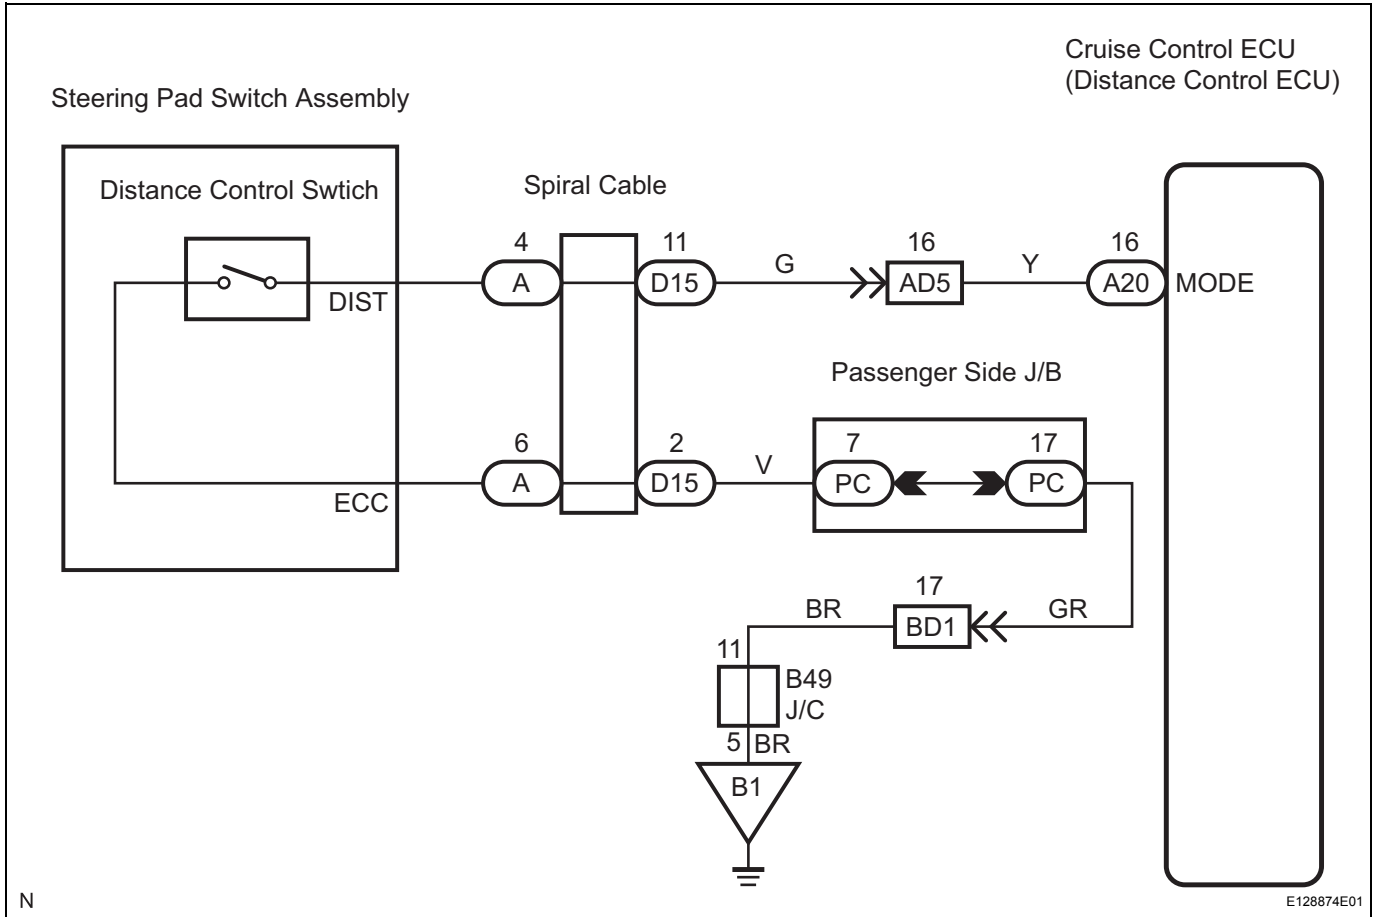 Cruise Control ECU
(Distance Control ECU)
Steering Pad Switch Assembly
Distance Control Swtich
Spiral Cable
4
11
16
16
A
D15
G
AD5
Y
A20
MODE
DIST
Passenger Side J/B
6
2
7
17
A
D15
V
PC
PC
ECC
17
BR
BD1
GR
11
B49
J/C
5
BR
B1
N
E128874E01